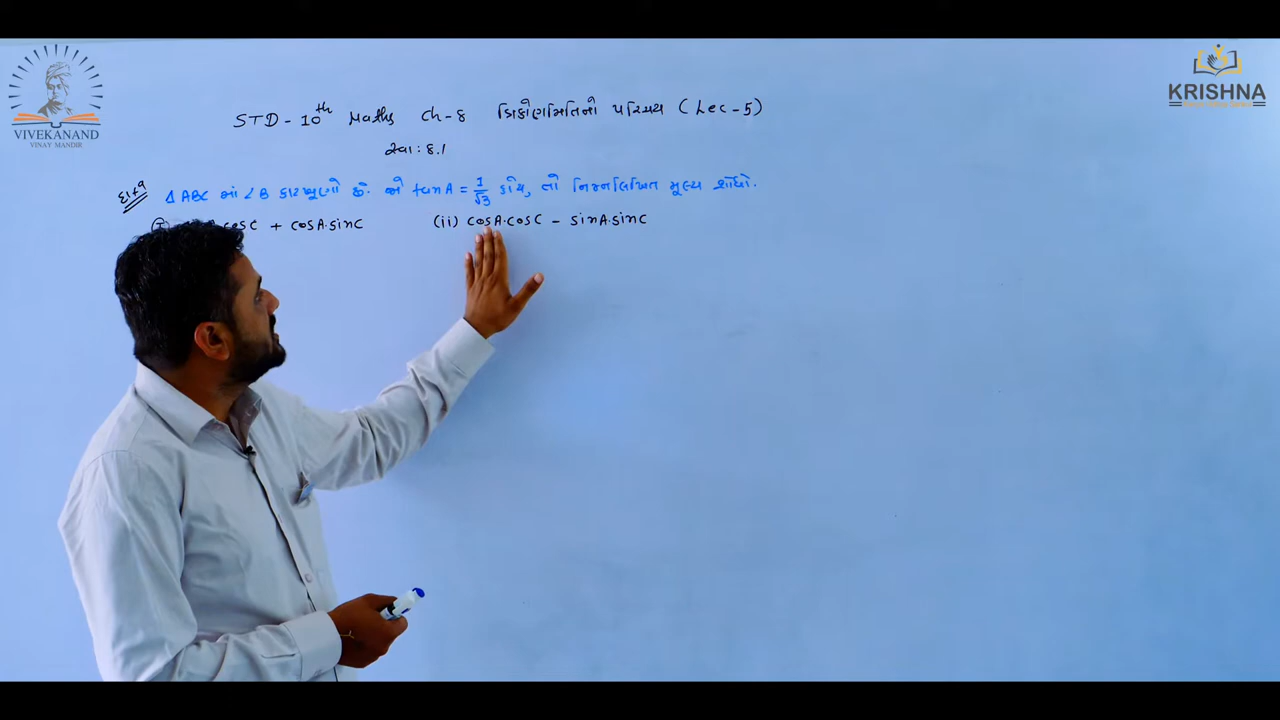 VIVEKANAND
VINAY MANDIR
KRISHNA
STD - 10th Maths Ch-8 ત્રિકોણમિતિનો પરિચય (Lec-5)
સ્વા : 8.1
દા-9 Δ ABC માં ∠B કાટખૂણો છે. જો tanA = 1/√3 હોય, તો નિમ્નલિખિત મૂલ્ય શોધો.
(i) cosC + cosA·sinC (ii) cosA·cosC - sinA·sinC